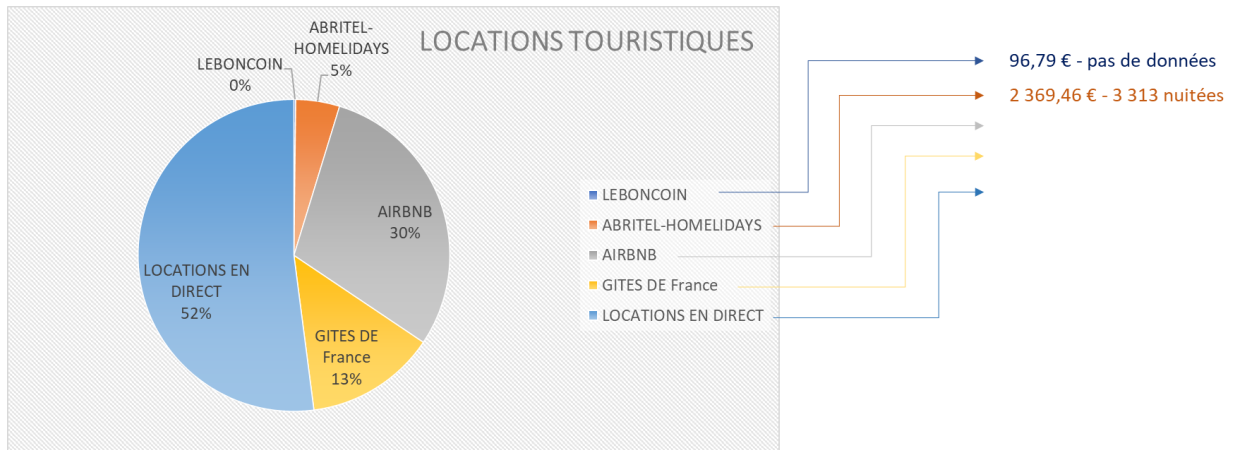 LOCATIONS TOURISTIQUES
ABRITEL-
HOMELIDAYS
5%
LEBONCOIN
0%
AIRBNB
30%
LOCATIONS EN
DIRECT
52%
GITES DE
France
13%
LEBONCOIN
ABRITEL-HOMELIDAYS
AIRBNB
GITES DE France
LOCATIONS EN DIRECT
96,79 € - pas de données
2 369,46 € - 3 313 nuitées